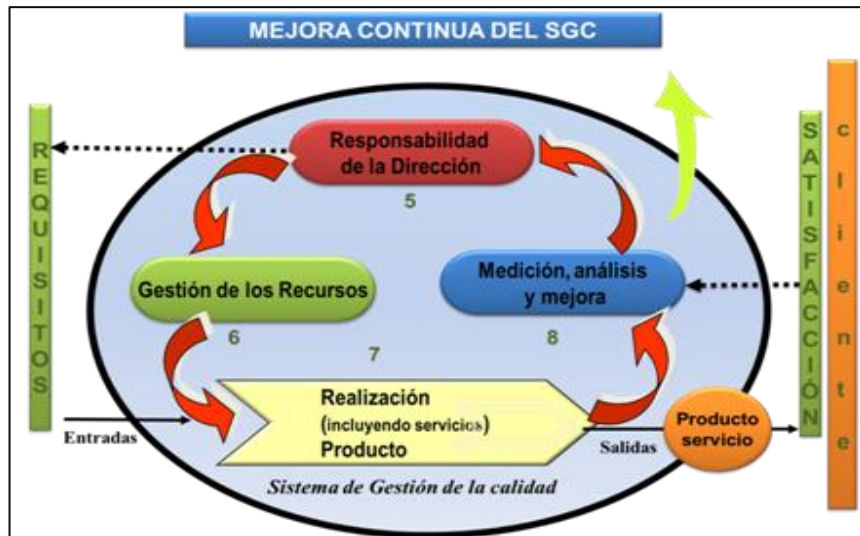 MEJORA CONTINUA DEL SGC
REQUISITOS
Responsabilidad
de la Dirección
5
Gestión de los Recursos
6
7
Medición, análisis
y mejora
8
Realización
(incluyendo servicios)
Producto
Entradas
Salidas
Producto
servicio
Sistema de Gestión de la calidad
SATISFACCIÓN
cliente